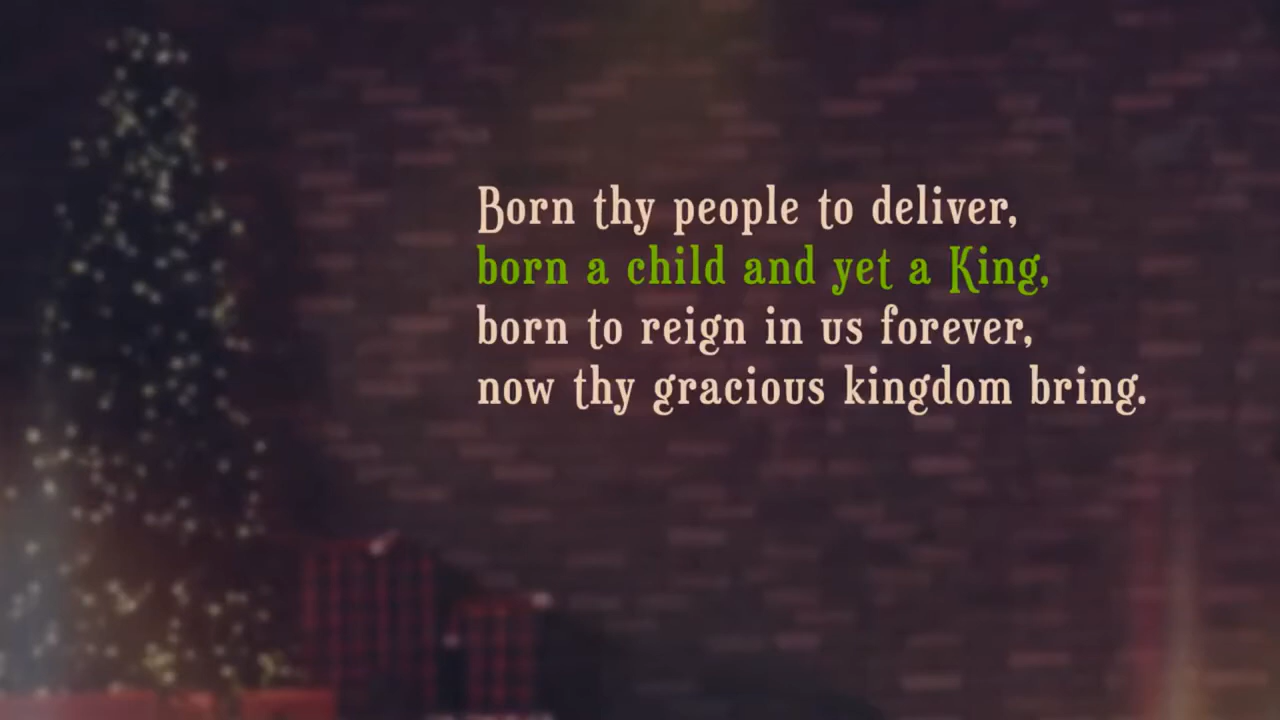 Born thy people to deliver,
born a child and yet a King,
born to reign in us forever,
now thy gracious kingdom bring.